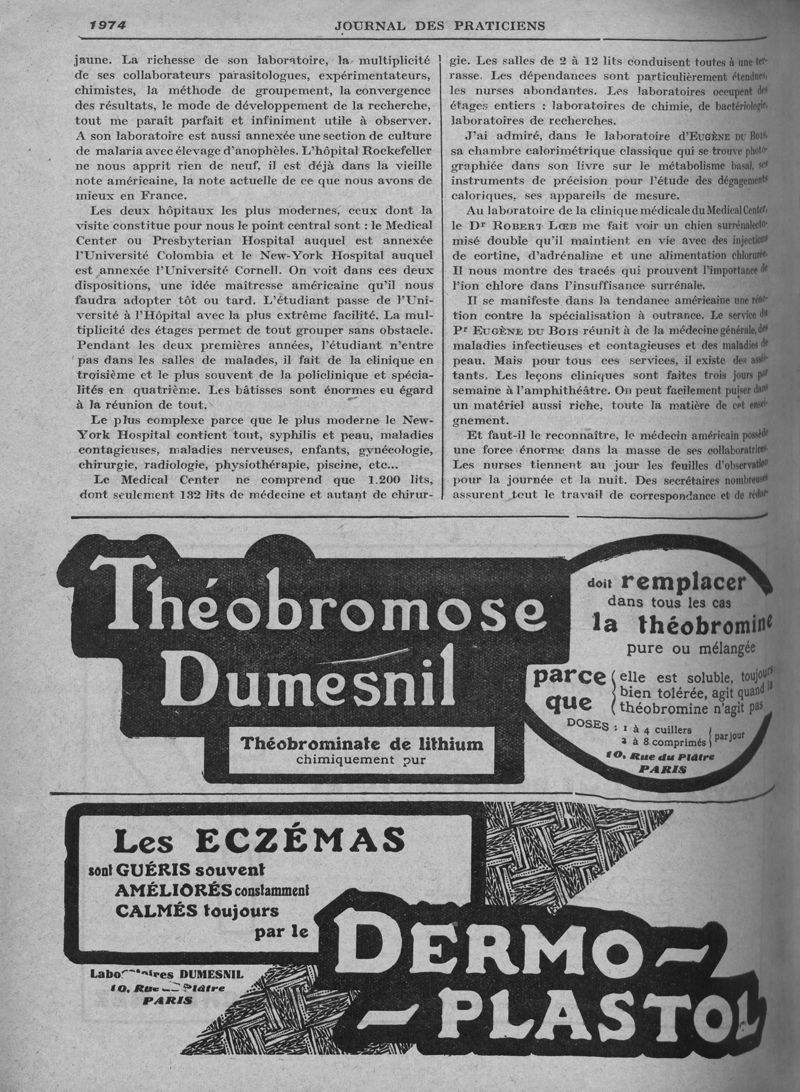 1974
JOURNAL DES PRATICIENS
jaune. La richesse de son laboratoire, la multiplicité
de ses collaborateurs parasitologues, expérimentateurs,
chimistes, la méthode de groupement, la convergence
des résultats, le mode de développement de la recherche,
tout me paraît parfait et infiniment utile à observer.
A son laboratoire est aussi annexée une section de culture
de malaria avec élevage d'anophèles. L'hôpital Rockefeller
ne nous apprit rien de neuf, il est déjà dans la vieille
note américaine, la note actuelle de ce que nous avons de
mieux en France.
Les deux hôpitaux les plus modernes, ceux dont la
visite constitue pour nous le point central sont : le Medical
Center ou Presbyterian Hospital auquel est annexée
l'Université Colombia et le New-York Hospital auquel
est annexée l'Université Cornell. On voit dans ces deux
dispositions, une idée maîtresse américaine qu'il nous
faudra adopter tôt ou tard. L'étudiant passe de l'Uni-
versité à l'Hôpital avec la plus extrême facilité. La mul-
tiplicité des étages permet de tout grouper sans obstacle.
Pendant les deux premières années, l'étudiant n'entre
pas dans les salles de malades, il fait de la clinique en
troisième et le plus souvent de la policlinique et spécia-
lités en quatrième. Les bâtisses sont énormes eu égard
à la réunion de tout.
Le plus complexe parce que le plus moderne le New-
York Hospital contient tout, syphilis et peau, maladies
contagieuses, maladies nerveuses, enfants, gynécologie,
chirurgie, radiologie, physiothérapie, piscine, etc...
Le Medical Center ne comprend que 1.200 lits,
dont seulement 132 lits de médecine et autant de chirur-
gie. Les salles de 2 à 12 lits conduisent toutes à une ter-
rasse. Les dépendances sont particulièrement étendues,
les nurses abondantes. Les laboratoires occupent des
étages entiers : laboratoires de chimie, de bactériologie,
laboratoires de recherches.
J'ai admiré, dans le laboratoire d'EUGÈNE DU BOIS,
sa chambre calorimétrique classique qui se trouve photo-
graphiée dans son livre sur le métabolisme basal, ses
instruments de précision pour l'étude des dégagements
caloriques, ses appareils de mesure.
Au laboratoire de la clinique médicale du Medical Center,
le Dr ROBERT LŒB me fait voir un chien surrénalecto-
misé double qu'il maintient en vie avec des injections
de cortine, d'adrénaline et une alimentation chlorurée.
Il nous montre des tracés qui prouvent l'importance de
l'ion chlore dans l'insuffisance surrénale.
Il se manifeste dans la tendance américaine une réac-
tion contre la spécialisation à outrance. Le service du
Pr EUGÈNE DU BOIS réunit à de la médecine générale, des
maladies infectieuses et contagieuses et des maladies de
peau. Mais pour tous ces services, il existe des assis-
tants. Les leçons cliniques sont faites trois jours par
semaine à l'amphithéâtre. On peut facilement puiser dans
un matériel aussi riche, toute la matière de cet ensei-
gnement.
Et faut-il le reconnaître, le médecin américain possède
une force énorme dans la masse de ses collaboratrices.
Les nurses tiennent au jour les feuilles d'observation
pour la journée et la nuit. Des secrétaires nombreuses
assurent tout le travail de correspondance et de rédac-
Théobromose
Dumesnil
Théobrominate de lithium
chimiquement pur
doit remplacer
dans tous les cas
la théobromine
pure ou mélangée
parce que
elle est soluble, toujours
bien tolérée, agit quand la
théobromine n'agit pas
DOSES : 1 à 4 cuillers
2 à 8 comprimés
par jour
10, Rue du Plâtre
PARIS
Les ECZÉMAS
sont GUÉRIS souvent
AMÉLIORÉS constamment
CALMÉS toujours
par le
DERMO-
-PLASTOL
Laboratoires DUMESNIL
10, Rue du Plâtre
PARIS